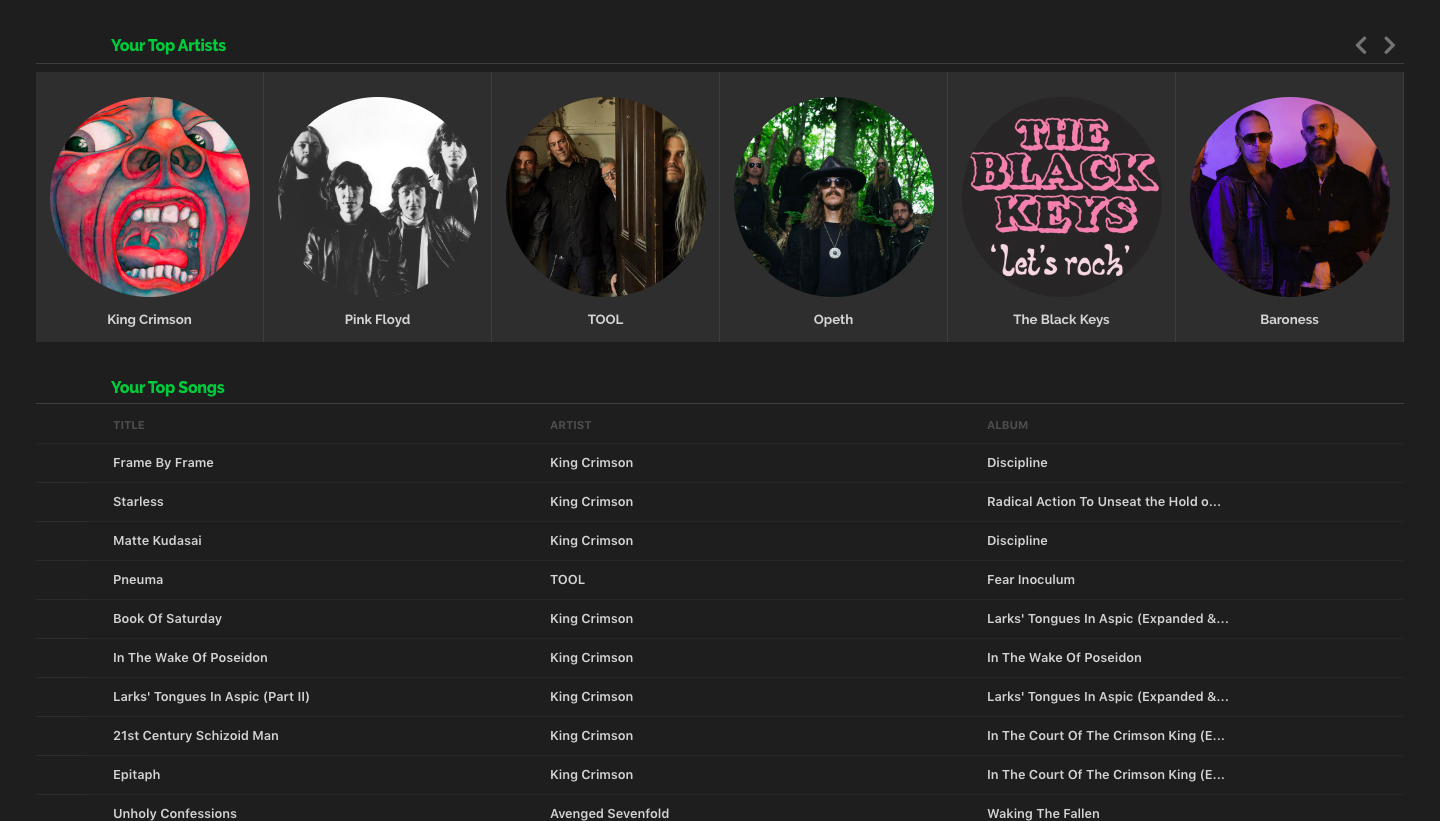 Your Top Artists
THE
BLACK
KEYS
'Let's rock'
King Crimson
Pink Floyd
TOOL
Opeth
The Black Keys
Baroness
Your Top Songs
TITLE ARTIST ALBUM
Frame By Frame King Crimson Discipline
Starless King Crimson Radical Action To Unseat the Hold o...
Matte Kudasai King Crimson Discipline
Pneuma TOOL Fear Inoculum
Book Of Saturday King Crimson Larks' Tongues In Aspic (Expanded &...
In The Wake Of Poseidon King Crimson In The Wake Of Poseidon
Larks' Tongues In Aspic (Part II) King Crimson Larks' Tongues In Aspic (Expanded &...
21st Century Schizoid Man King Crimson In The Court Of The Crimson King (E...
Epitaph King Crimson In The Court Of The Crimson King (E...
Unholy Confessions Avenged Sevenfold Waking The Fallen